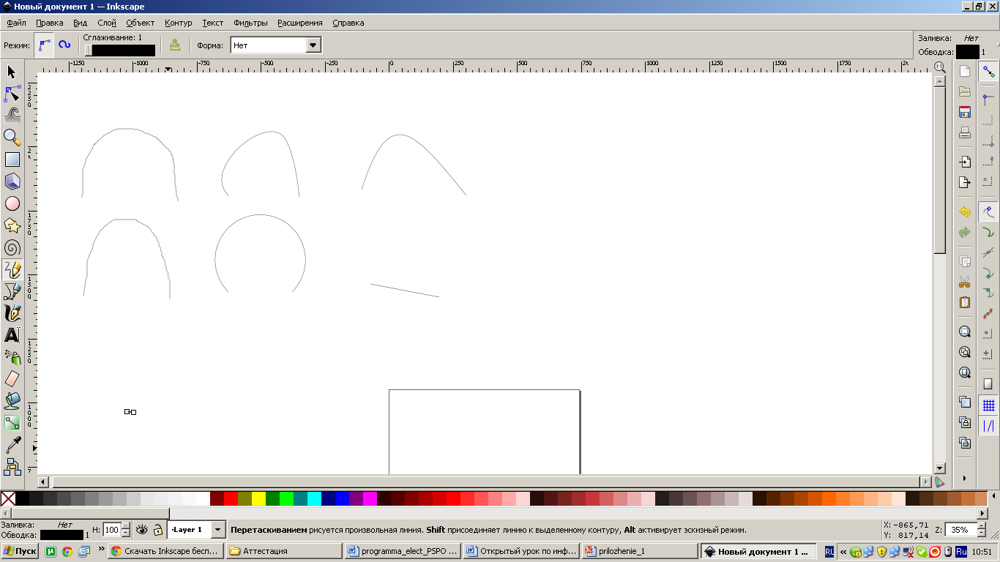 Новый документ 1 — Inkscape
Файл Правка Вид Слой Объект Контур Текст Фильтры Расширения Справка
Режим: Сглаживание: 1 Форма: Нет
Заливка: Нет
Обводка: 1
-1250 -1000 -750 -500 -250 0 250 500 750 1000 1250 1500 1750
Заливка: Нет
Обводка: 1
Н: 100
Layer 1
Перетаскиванием рисуется произвольная линия. Shift присоединяет линию к выделенному контуру, Alt активирует эскизный режим.
X: -865,71
Y: 817,14
Z: 35%
Пуск
Скачать Inkscape бесп...
Аттестация
programma_elect_PSPO ...
Открытый урок по инф...
prilozhenie_1
Новый документ 1 ...
RL
Ru
10:51